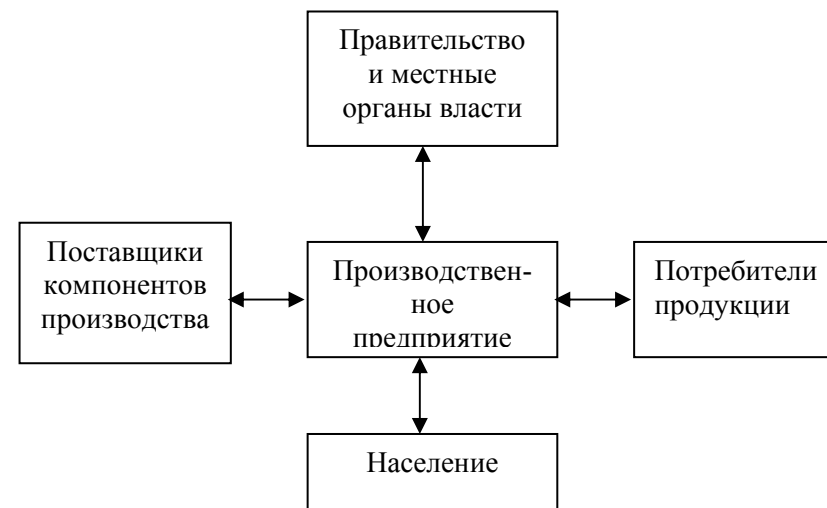 Правительство
и местные
органы власти
Поставщики
компонентов
производства
Производствен-
ное
предприятие
Потребители
продукции
Население